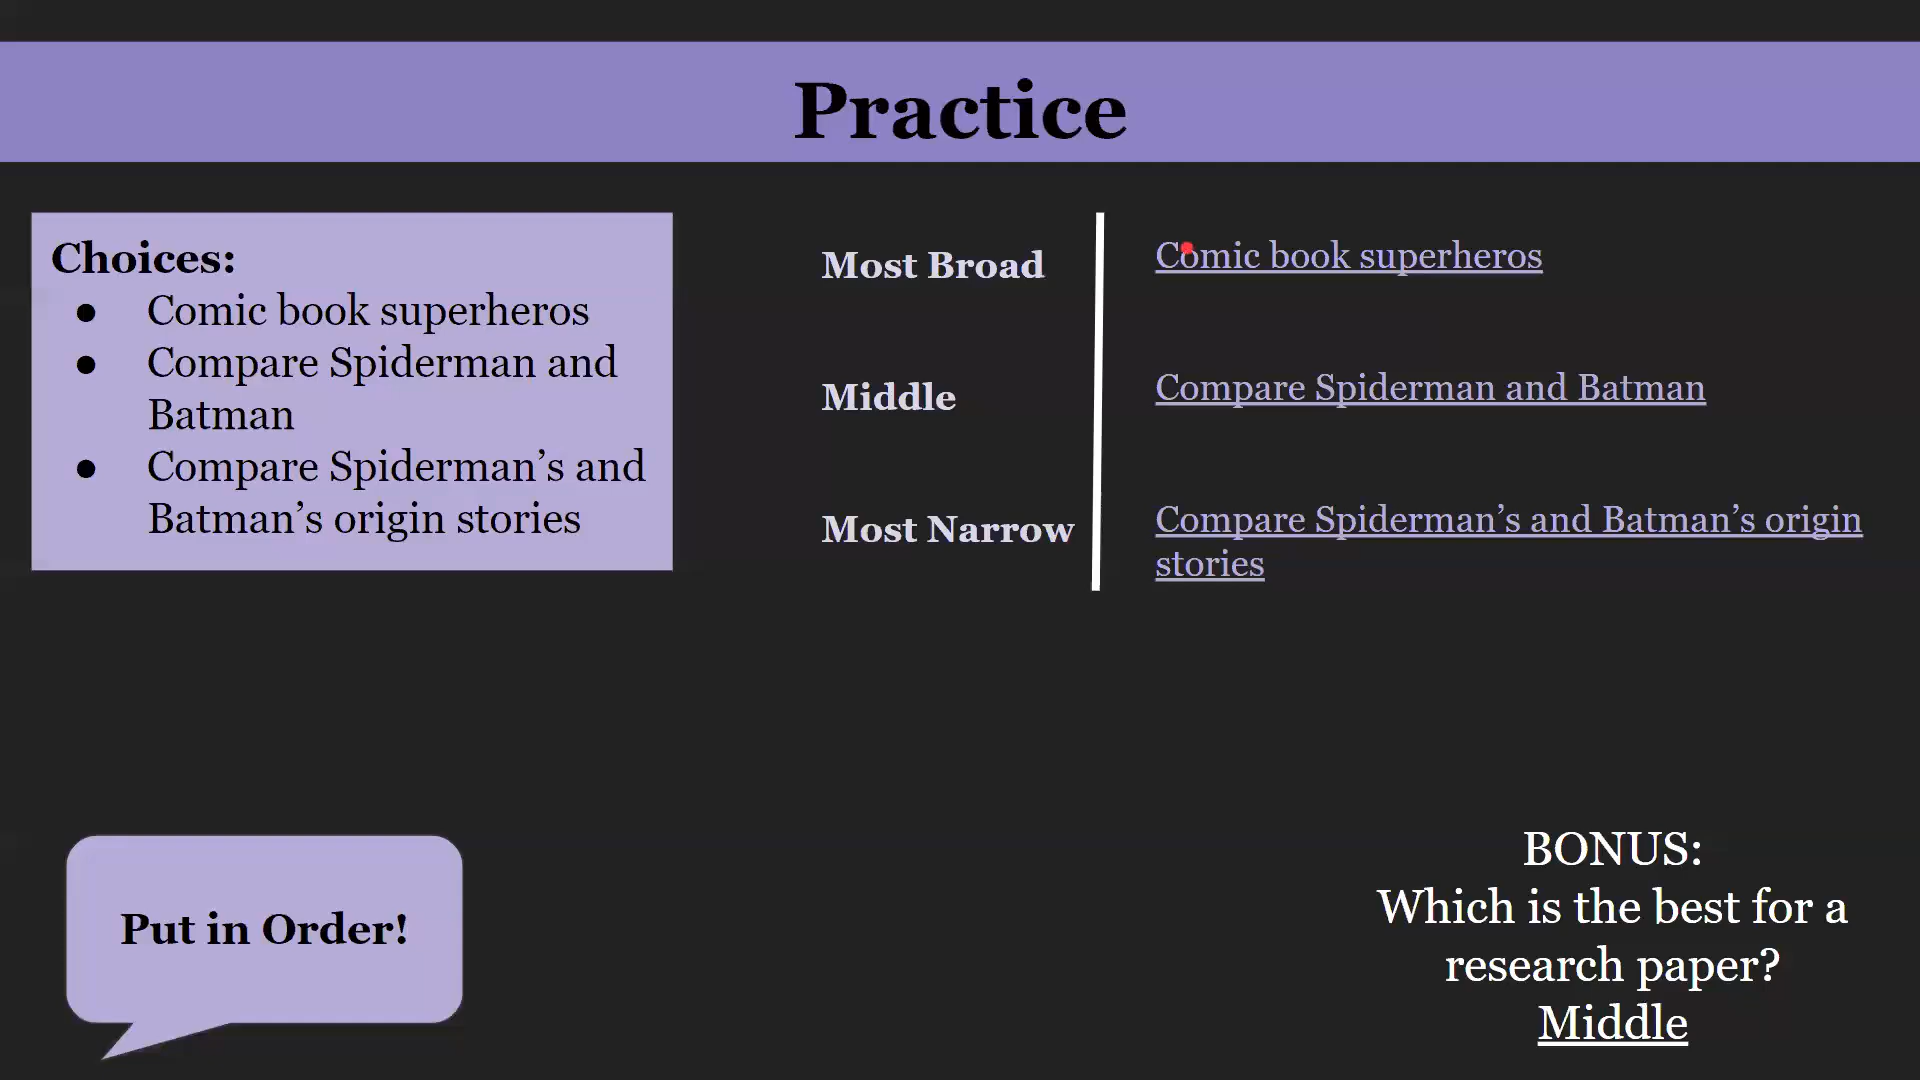 Practice
Choices:
● Comic book superheros
● Compare Spiderman and
Batman
● Compare Spiderman’s and
Batman’s origin stories
Most Broad
Comic book superheros
Middle
Compare Spiderman and Batman
Most Narrow
Compare Spiderman’s and Batman’s origin
stories
Put in Order!
BONUS:
Which is the best for a
research paper?
Middle